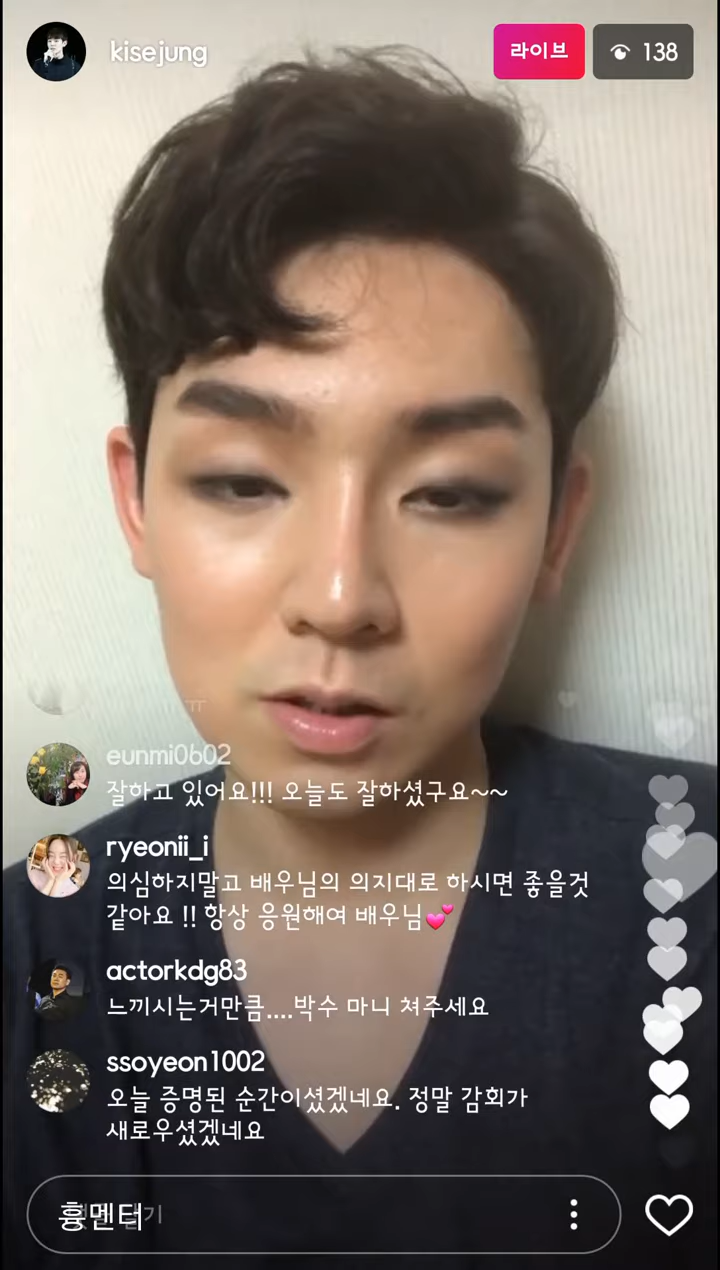 kisejung
라이브
138
eunmi0602
잘하고 있어요!!! 오늘도 잘하셨구요~~
ryeonii_i
의심하지말고 배우님의 의지대로 하시면 좋을것
같아요 !! 항상 응원해여 배우님💕
actorkdg83
느끼시는거만큼....박수 마니 쳐주세요
ssoyeon1002
오늘 증명된 순간이셨겠네요. 정말 감회가
새로우셨겠네요
흉멘터